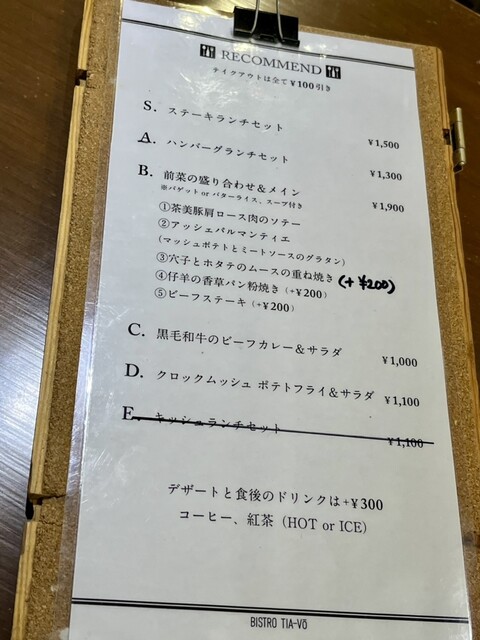 RECOMMEND
テイクアウトは全て¥100引き
S. ステーキランチセット ¥1,500
A. ハンバーグランチセット ¥1,300
B. 前菜の盛り合わせ＆メイン ¥1,900
※バゲット or バターライス、スープ付き
①茶美豚肩ロース肉のソテー
②アッシェパルマンティエ
(マッシュポテトとミートソースのグラタン)
③穴子とホタテのムースの重ね焼き (+¥200)
④仔羊の香草パン粉焼き (+¥200)
⑤ビーフステーキ (+¥200)
C. 黒毛和牛のビーフカレー＆サラダ ¥1,000
D. クロックムッシュ ポテトフライ＆サラダ ¥1,100
E. キッシュランチセット ¥1,100
デザートと食後のドリンクは+¥300
コーヒー、紅茶 (HOT or ICE)
BISTRO TIA-Vō